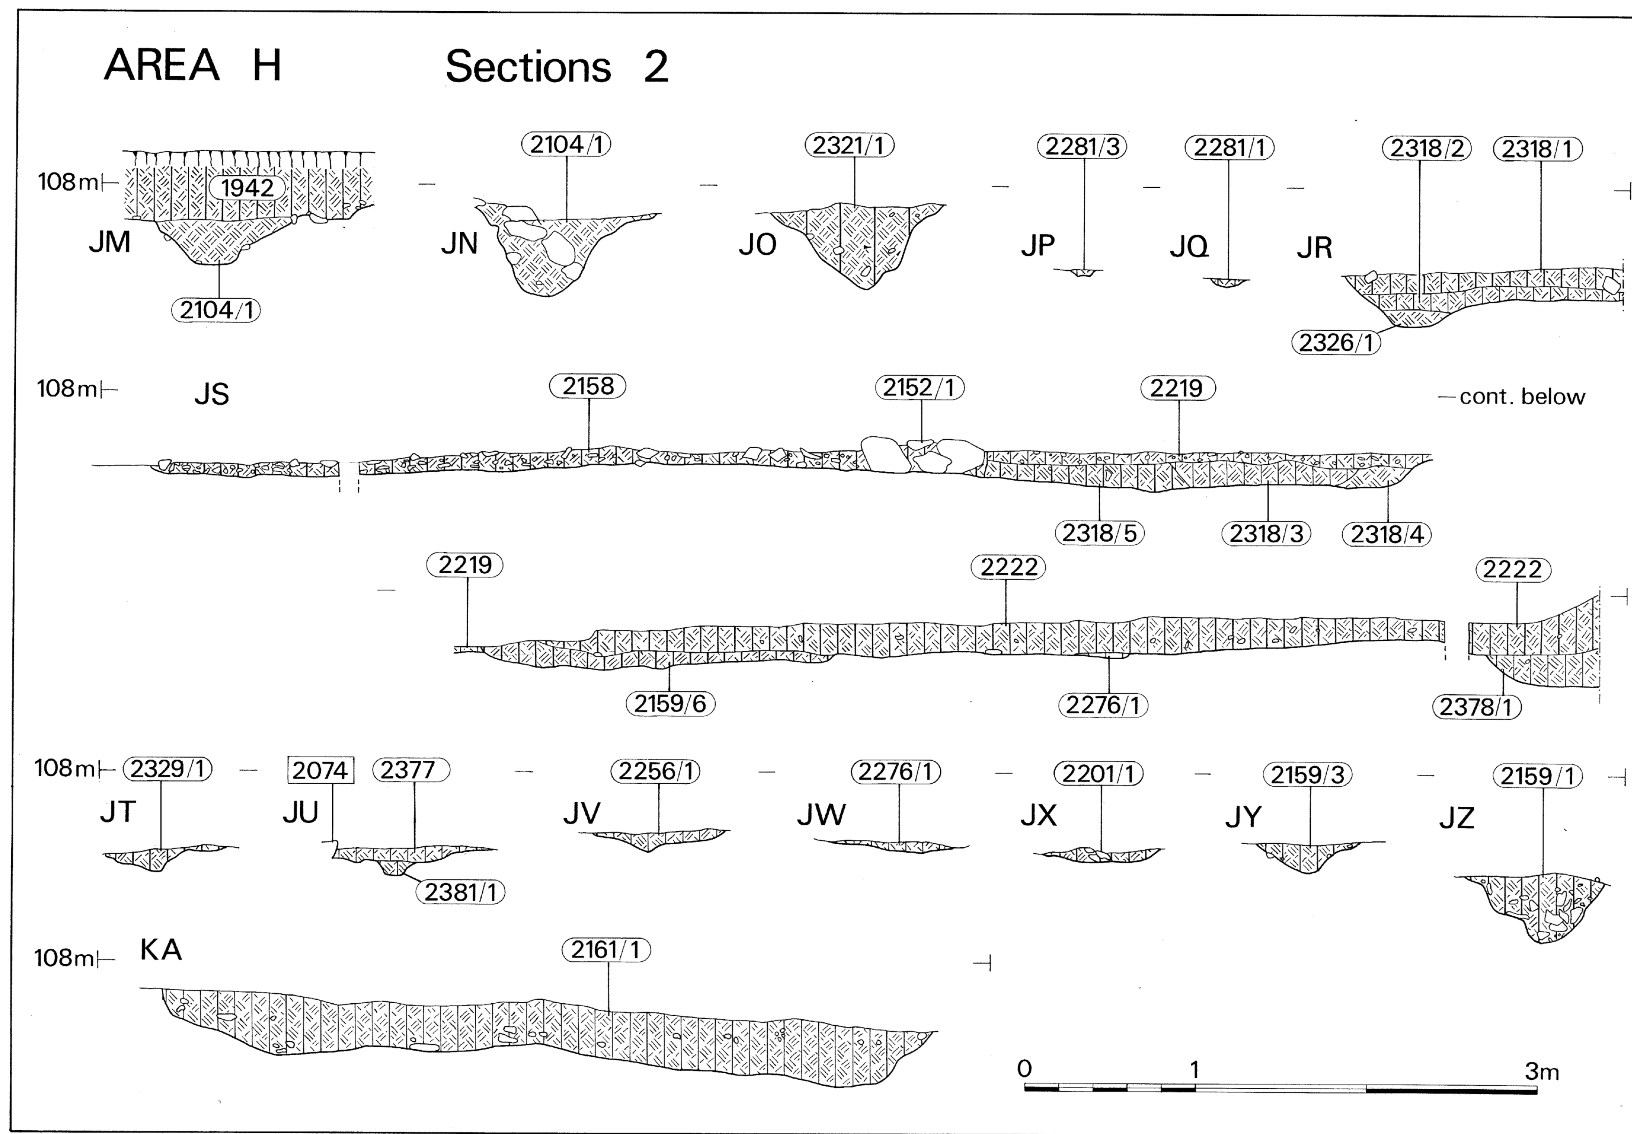 AREA H Sections 2
2104/1 2321/1 2281/3 2281/1 2318/2 2318/1
108m 1942
JM JN JO JP JQ JR
2104/1 2326/1
108m JS 2158 2152/1 2219 cont. below
2318/5 2318/3 2318/4
2219 2222 2222
2159/6 2276/1 2378/1
108m 2329/1 2074 2377 2256/1 2276/1 2201/1 2159/3 2159/1
JT JU JV JW JX JY JZ
2381/1
108m KA 2161/1
0 1 3m